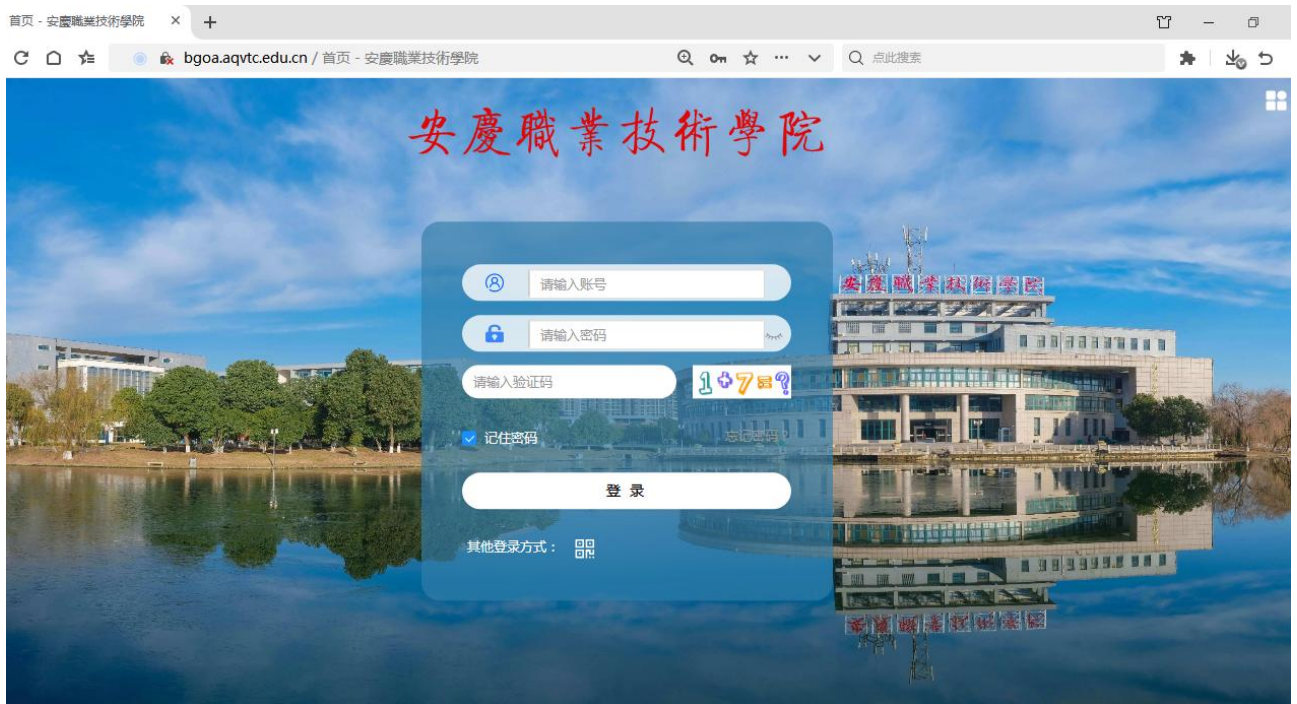 首页 - 安慶職業技術學院
bgoa.aqvtc.edu.cn / 首页 - 安慶職業技術學院
点此搜索
安慶職業技術學院
请输入账号
安慶職業技術學院
请输入密码
请输入验证码
1+7=?
记住密码
忘记密码?
登 录
其他登录方式：